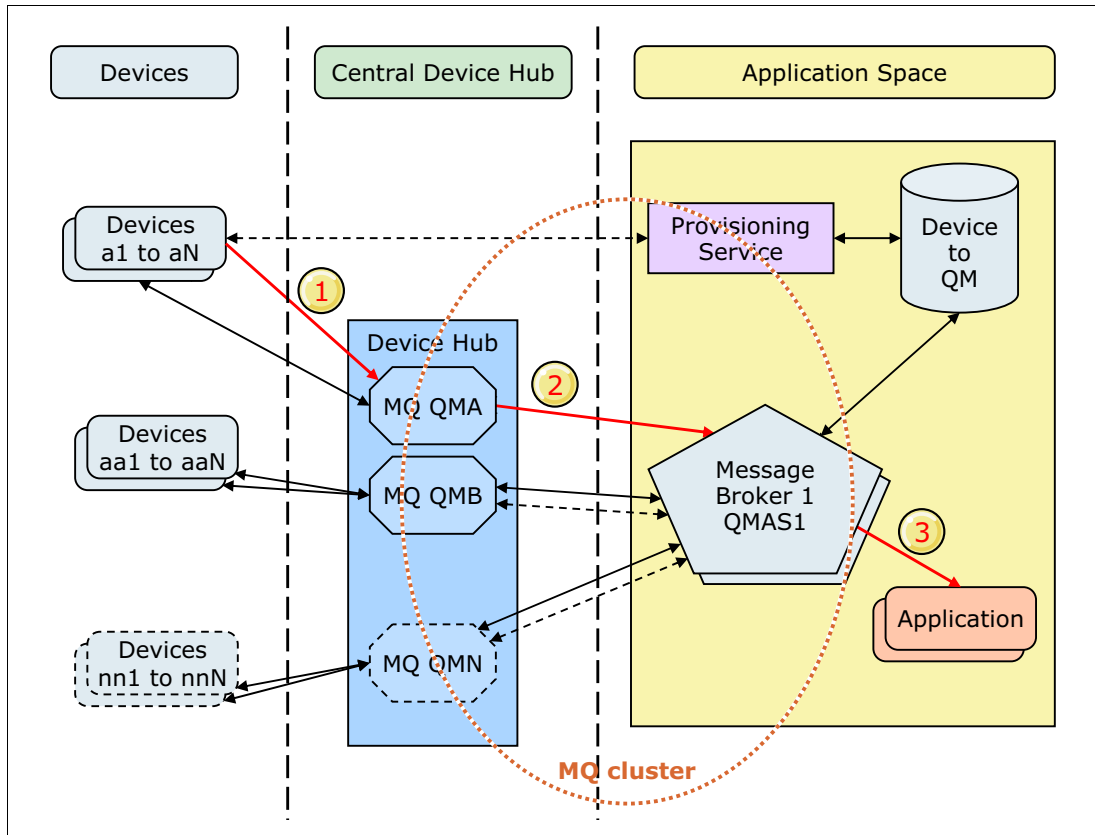 Devices
Central Device Hub
Application Space
Devices
a1 to aN
Provisioning
Service
Device
to
QM
1
Device Hub
MQ QMA
2
Devices
aa1 to aaN
MQ QMB
Message
Broker 1
QMAS1
3
Application
Devices
nn1 to nnN
MQ QMN
MQ cluster